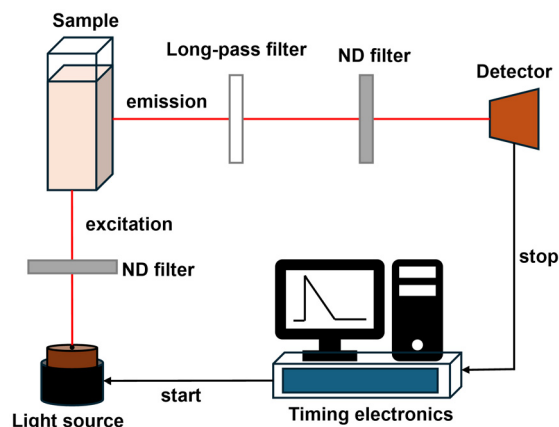 Sample
Long-pass filter
ND filter
Detector
emission
excitation
stop
ND filter
start
Light source
Timing electronics